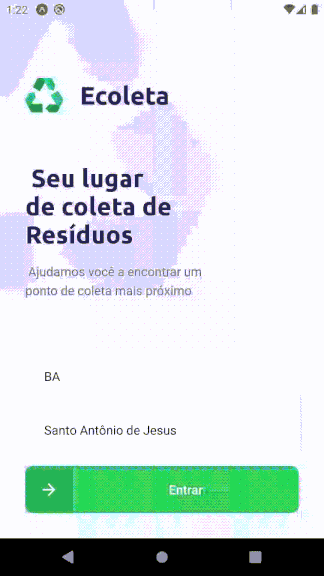 1:22
Ecoleta
Seu lugar
de coleta de
Resíduos
Ajudamos você a encontrar um
ponto de coleta mais próximo
BA
Santo Antônio de Jesus
Entrar